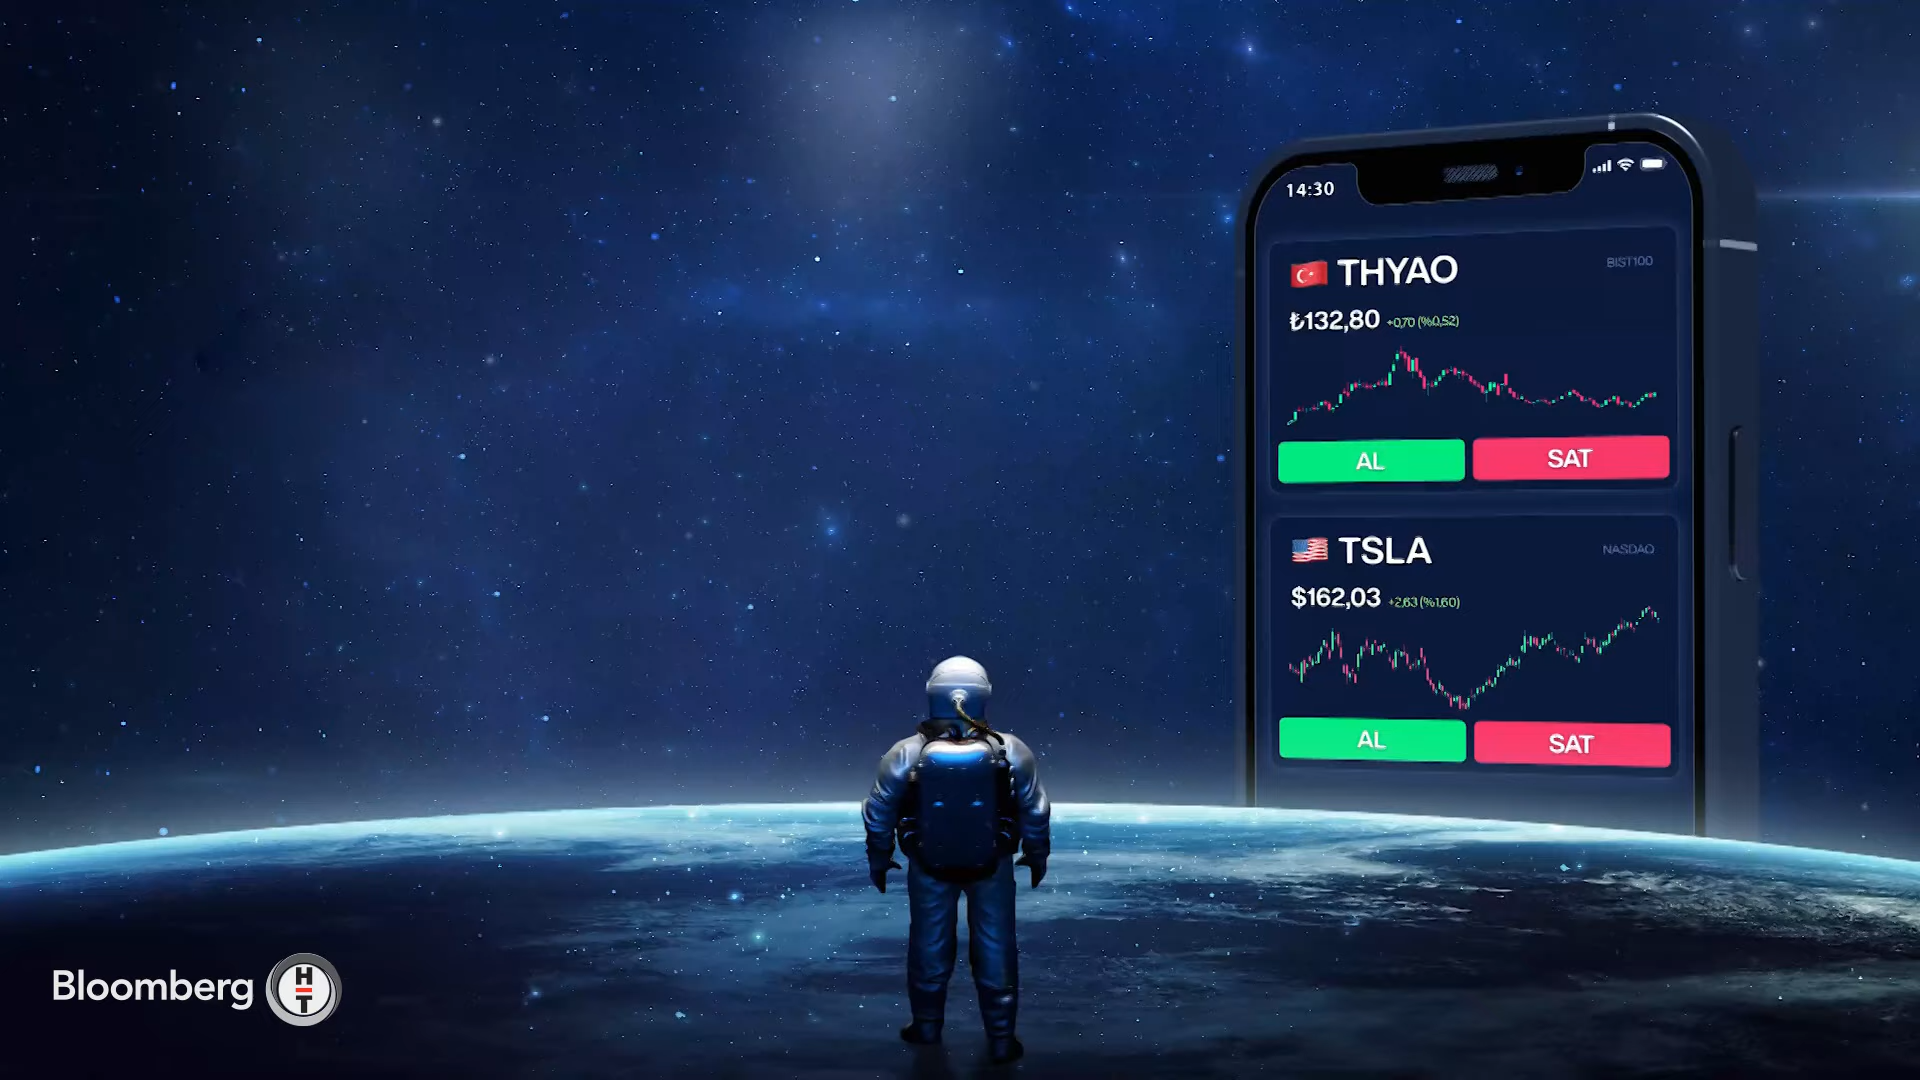 14:30
THYAO
BIST100
₺132,80 +0,70 (%0,52)
AL
SAT
TSLA
NASDAQ
$162,03 +2,63 (%1,60)
AL
SAT
Bloomberg HT